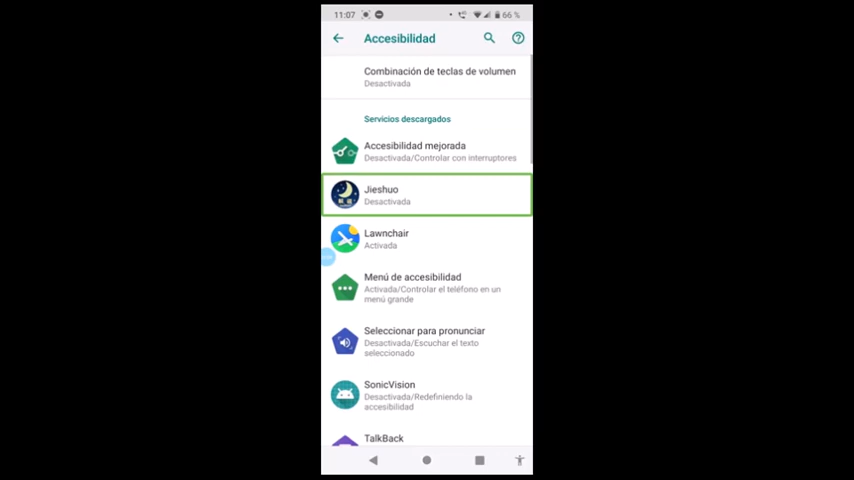 11:07
66 %
Accesibilidad
Combinación de teclas de volumen
Desactivada
Servicios descargados
Accesibilidad mejorada
Desactivada/Controlar con interruptores
Jieshuo
Desactivada
Lawnchair
Activada
Menú de accesibilidad
Activada/Controlar el teléfono en un
menú grande
Seleccionar para pronunciar
Desactivada/Escuchar el texto
seleccionado
SonicVision
Desactivada/Redefiniendo la
accesibilidad
TalkBack